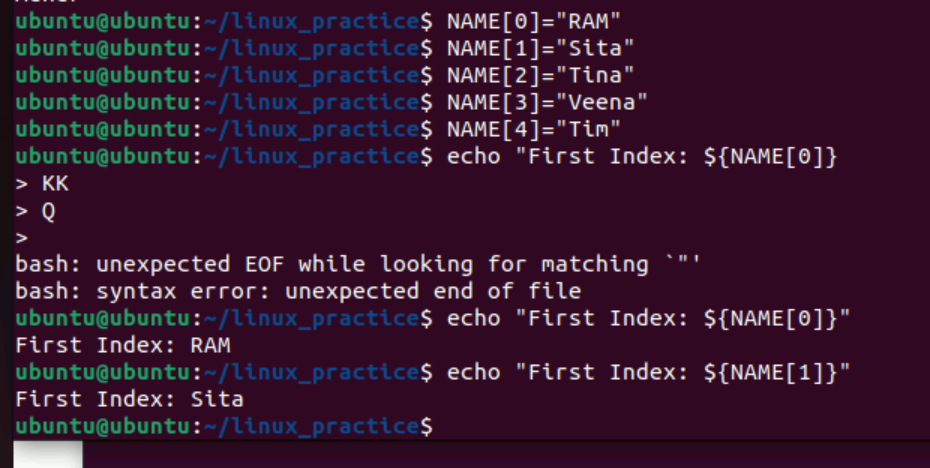 ubuntu@ubuntu:~/linux_practice$ NAME[0]="RAM"
ubuntu@ubuntu:~/linux_practice$ NAME[1]="Sita"
ubuntu@ubuntu:~/linux_practice$ NAME[2]="Tina"
ubuntu@ubuntu:~/linux_practice$ NAME[3]="Veena"
ubuntu@ubuntu:~/linux_practice$ NAME[4]="Tim"
ubuntu@ubuntu:~/linux_practice$ echo "First Index: ${NAME[0]}
> KK
> Q
>
bash: unexpected EOF while looking for matching `"'
bash: syntax error: unexpected end of file
ubuntu@ubuntu:~/linux_practice$ echo "First Index: ${NAME[0]}"
First Index: RAM
ubuntu@ubuntu:~/linux_practice$ echo "First Index: ${NAME[1]}"
First Index: Sita
ubuntu@ubuntu:~/linux_practice$